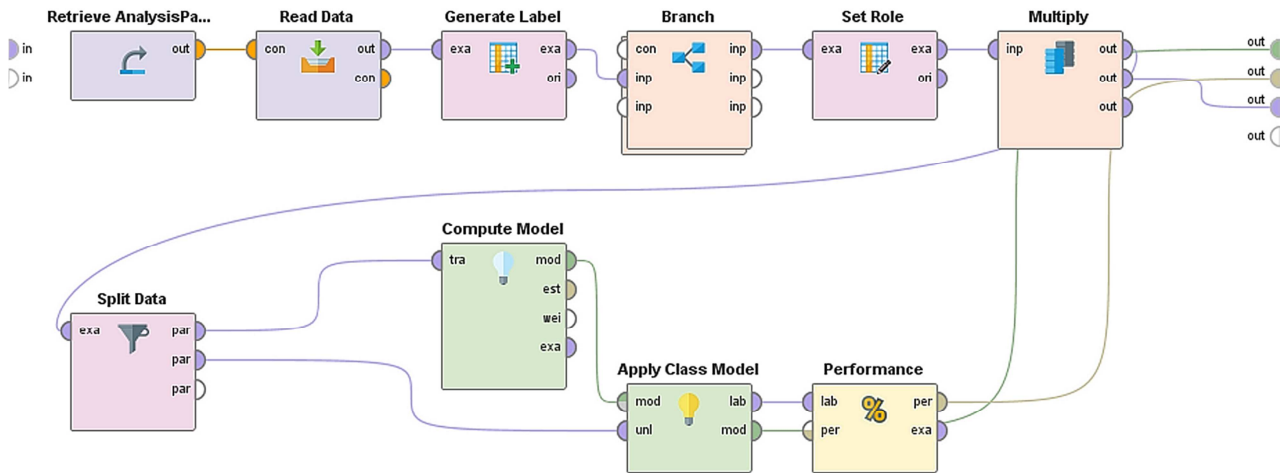 Retrieve AnalysisPa...
Read Data
Generate Label
Branch
Set Role
Multiply
in
in
out
con
out
con
exa
exa
ori
con
inp
inp
inp
inp
inp
exa
exa
ori
inp
out
out
out
out
out
out
out
Compute Model
tra
mod
est
wei
exa
Split Data
exa
par
par
par
Apply Class Model
mod
lab
unl
mod
Performance
lab
per
per
exa
%